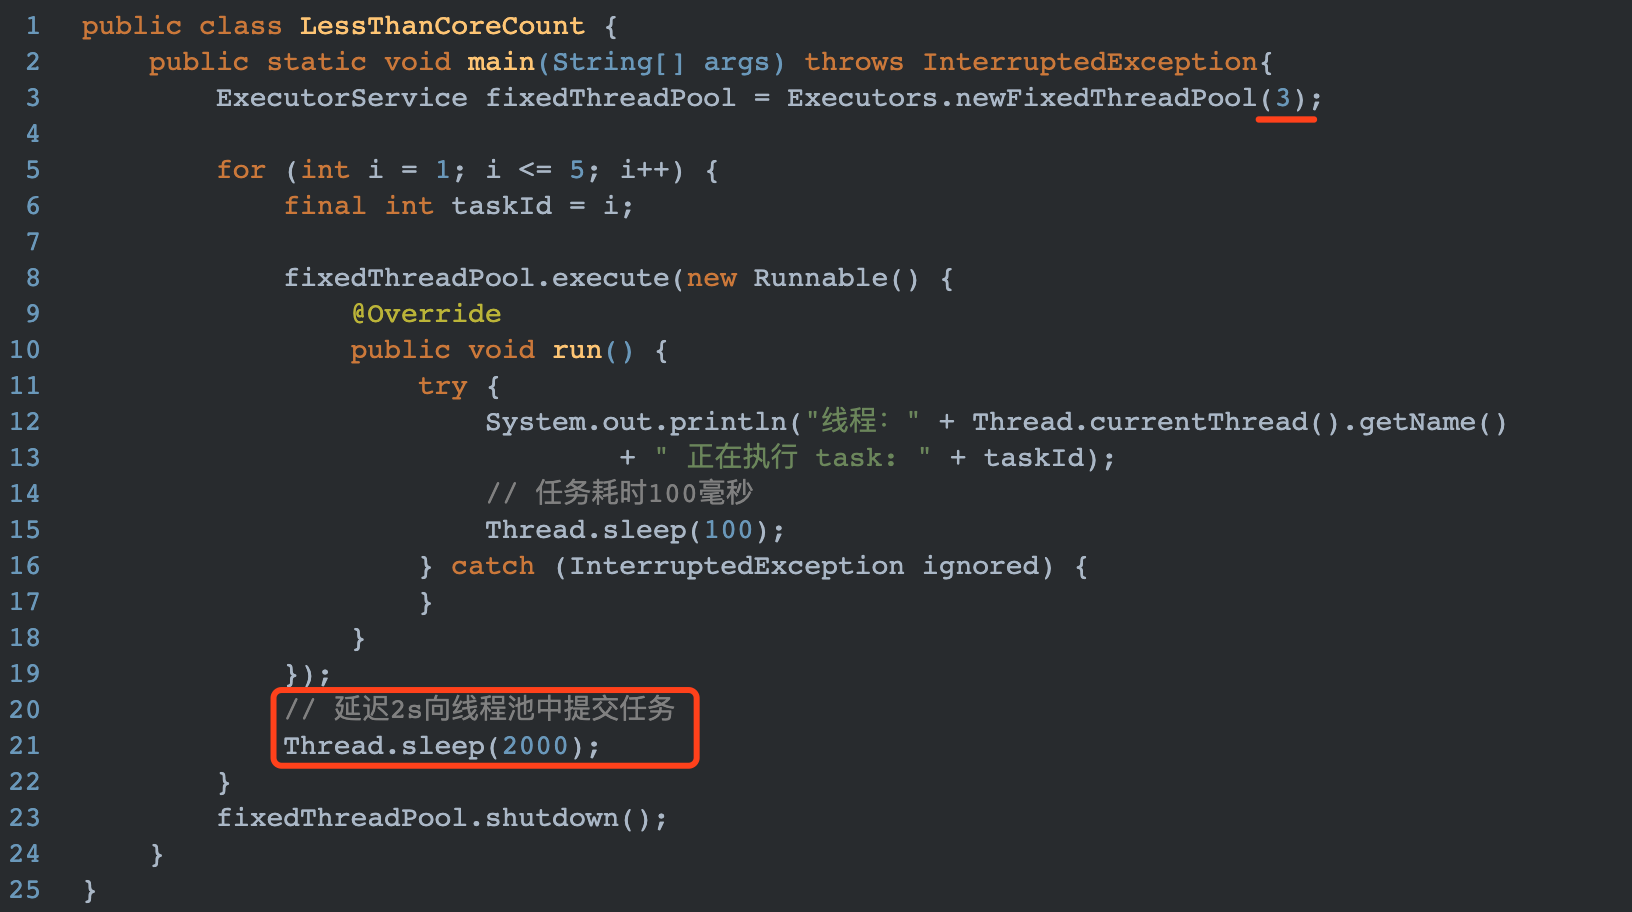 1 public class LessThanCoreCount {
2     public static void main(String[] args) throws InterruptedException{
3         ExecutorService fixedThreadPool = Executors.newFixedThreadPool(3);
4
5         for (int i = 1; i <= 5; i++) {
6             final int taskId = i;
7
8             fixedThreadPool.execute(new Runnable() {
9                 @Override
10                 public void run() {
11                     try {
12                         System.out.println("线程: " + Thread.currentThread().getName()
13                                 + " 正在执行 task: " + taskId);
14                         // 任务耗时100毫秒
15                         Thread.sleep(100);
16                     } catch (InterruptedException ignored) {
17                     }
18                 }
19             });
20             // 延迟2s向线程池中提交任务
21             Thread.sleep(2000);
22         }
23         fixedThreadPool.shutdown();
24     }
25 }